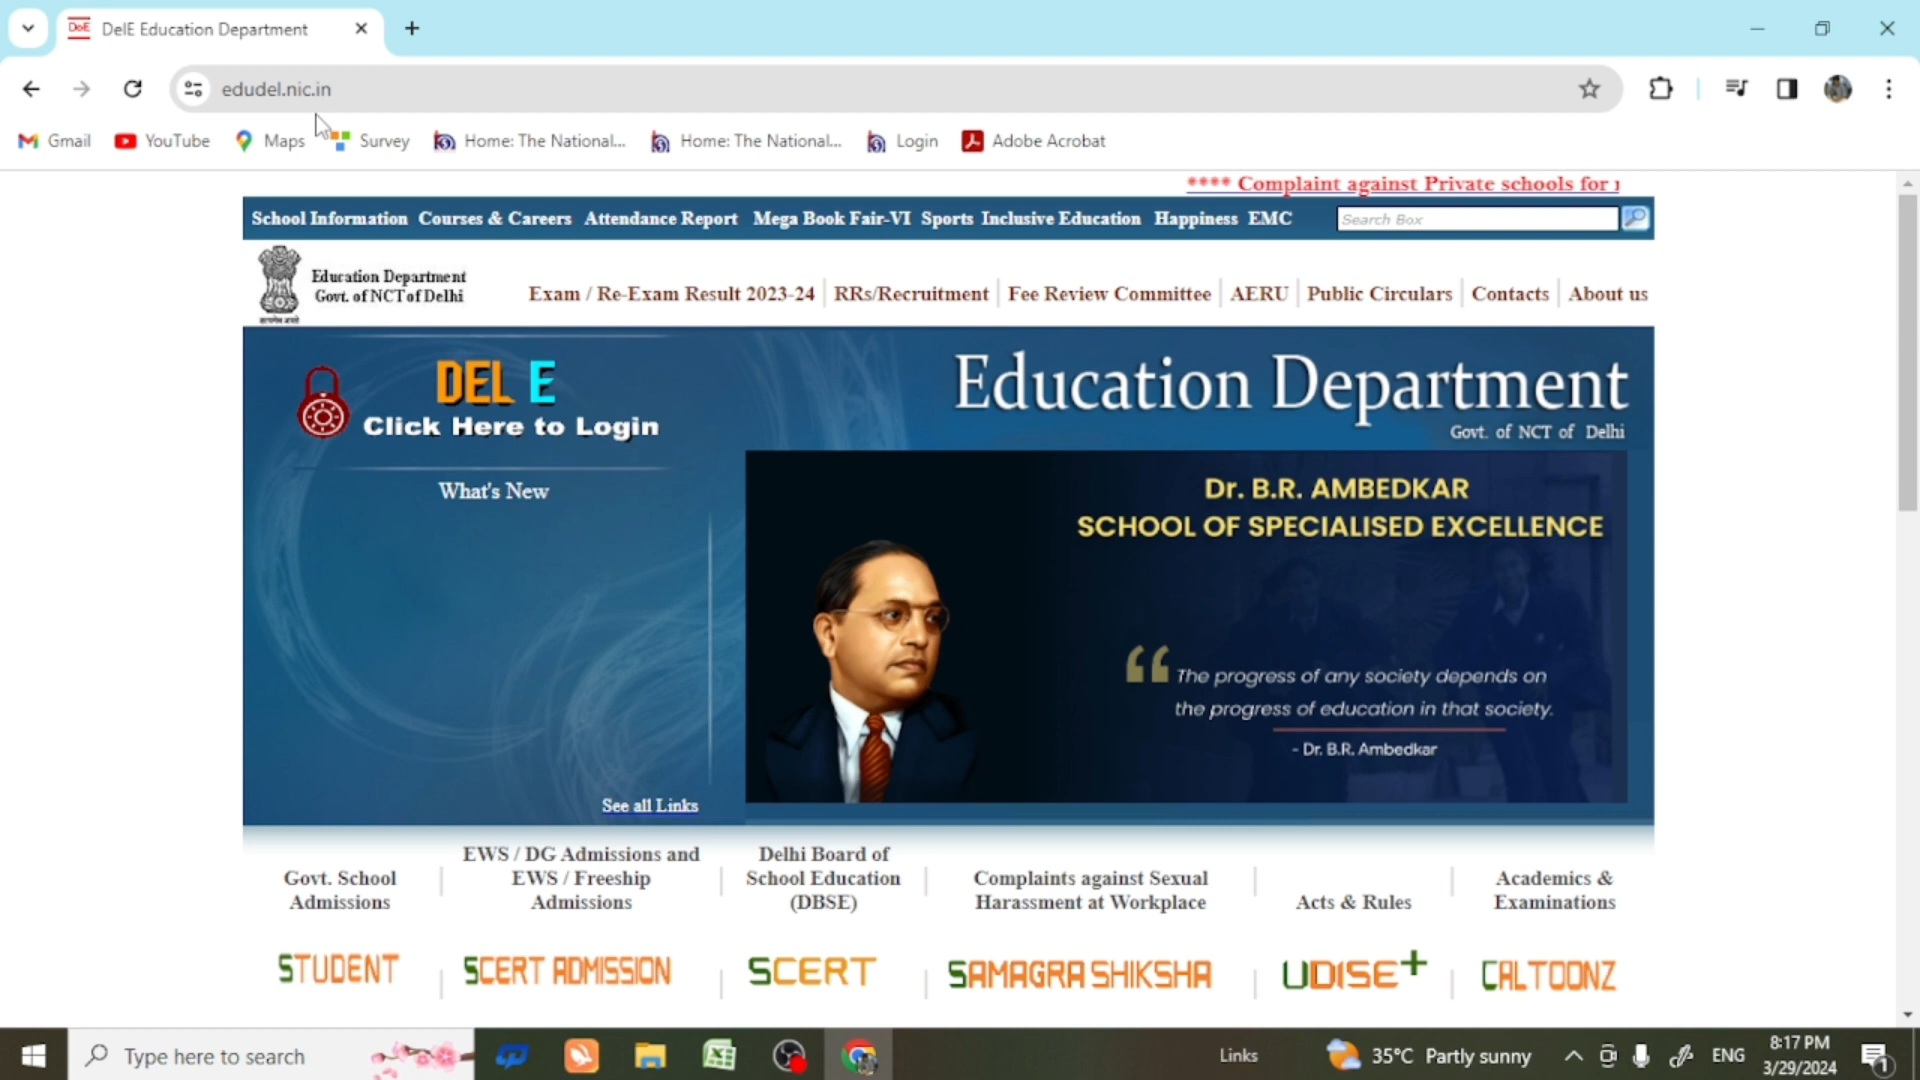 DelE Education Department
edudel.nic.in
Gmail YouTube Maps Survey Home: The National... Home: The National... Login Adobe Acrobat
**** Complaint against Private schools for
School Information Courses & Careers Attendance Report Mega Book Fair-VI Sports Inclusive Education Happiness EMC Search Box
Education Department
Govt. of NCT of Delhi
सत्यमेव जयते
Exam / Re-Exam Result 2023-24 RRs/Recruitment Fee Review Committee AERU Public Circulars Contacts About us
DEL E
Click Here to Login
Education Department
Govt. of NCT of Delhi
What's New
See all Links
Dr. B.R. AMBEDKAR
SCHOOL OF SPECIALISED EXCELLENCE
“ The progress of any society depends on
the progress of education in that society.
- Dr. B.R. Ambedkar
Govt. School
Admissions
EWS / DG Admissions and
EWS / Freeship
Admissions
Delhi Board of
School Education
(DBSE)
Complaints against Sexual
Harassment at Workplace
Acts & Rules
Academics &
Examinations
STUDENT SCERT ADMISSION SCERT SAMAGRA SHIKSHA UDISE+ CALTOONZ
Type here to search
Links
35°C Partly sunny
ENG
8:17 PM
3/29/2024
1